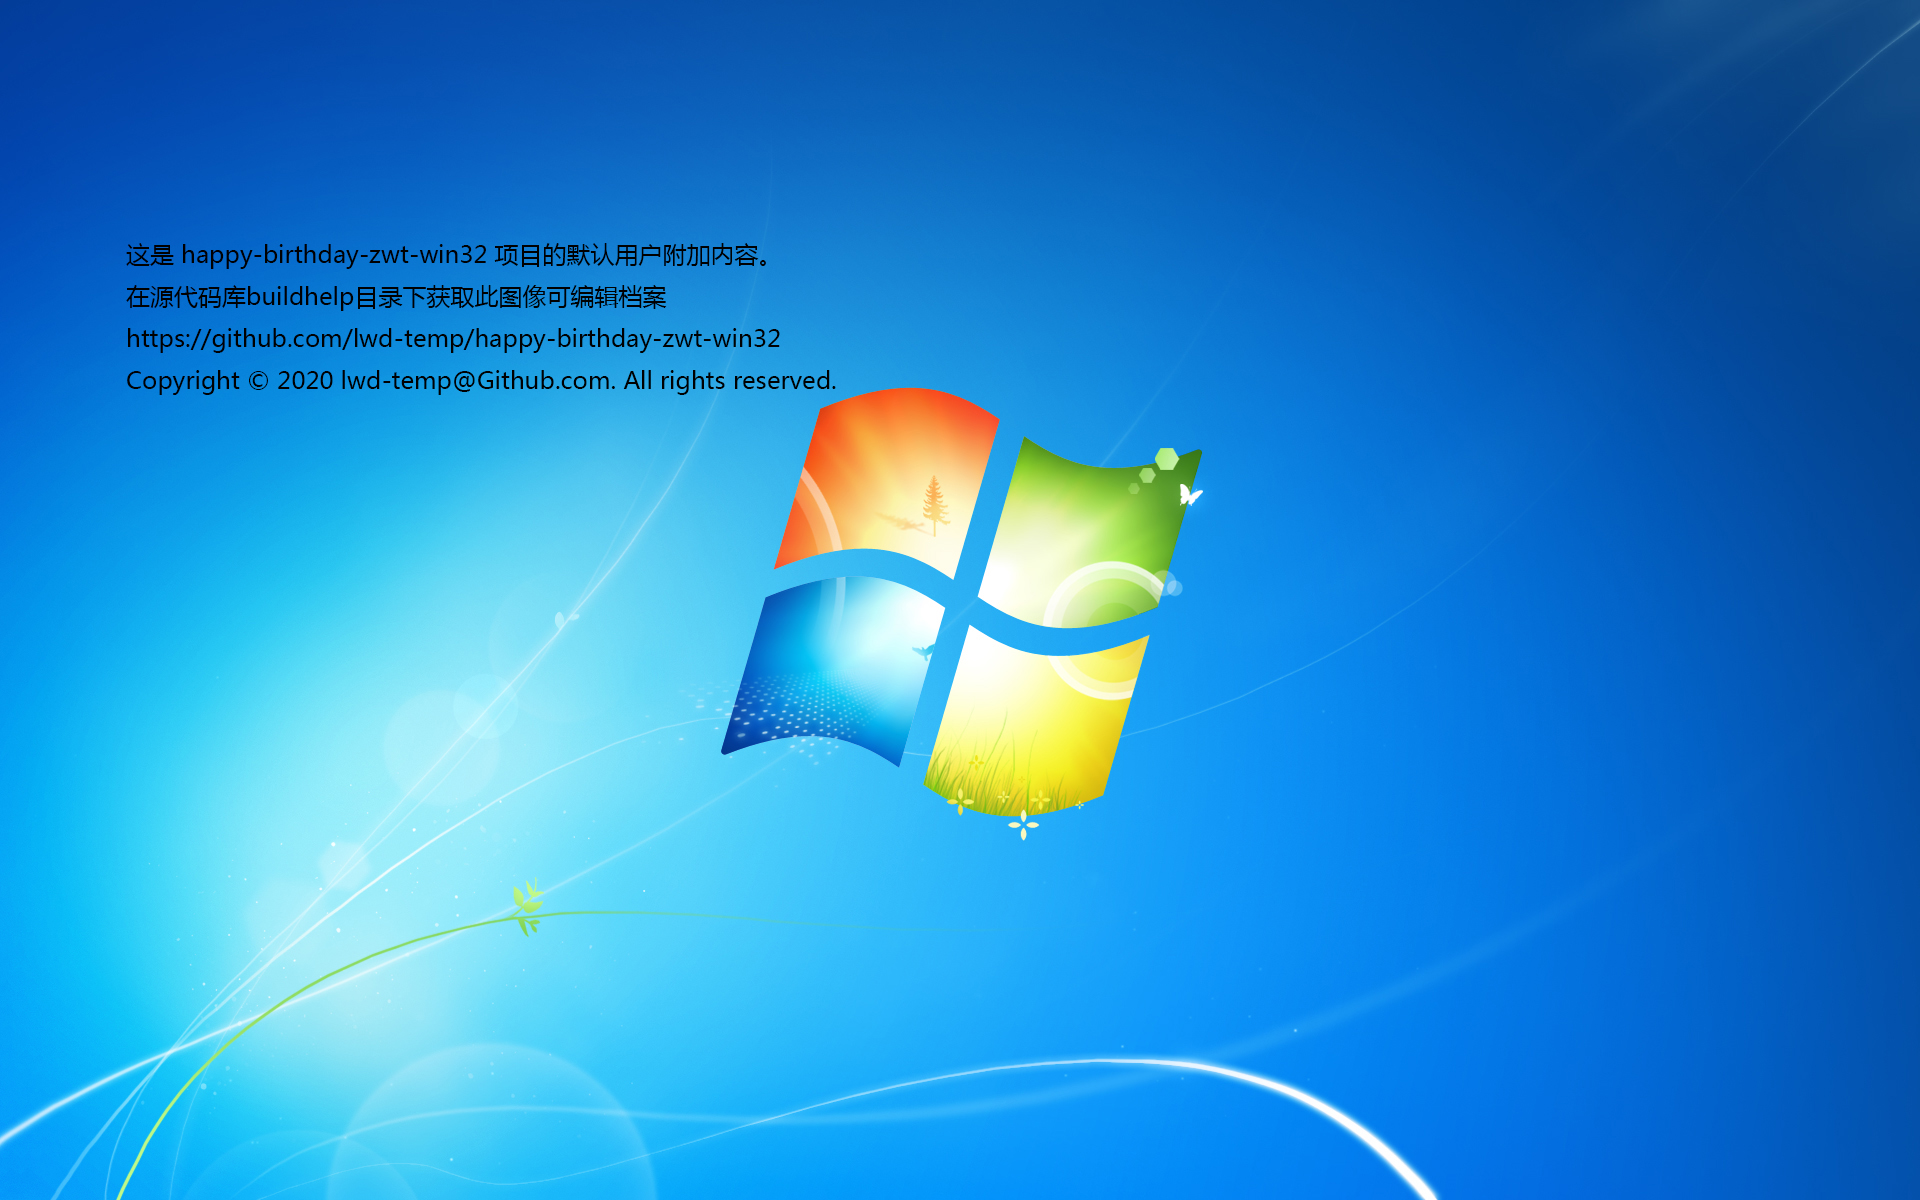 这是 happy-birthday-zwt-win32 项目的默认用户附加内容。
在源代码库buildhelp目录下获取此图像可编辑档案
https://github.com/lwd-temp/happy-birthday-zwt-win32
Copyright © 2020 lwd-temp@Github.com. All rights reserved.